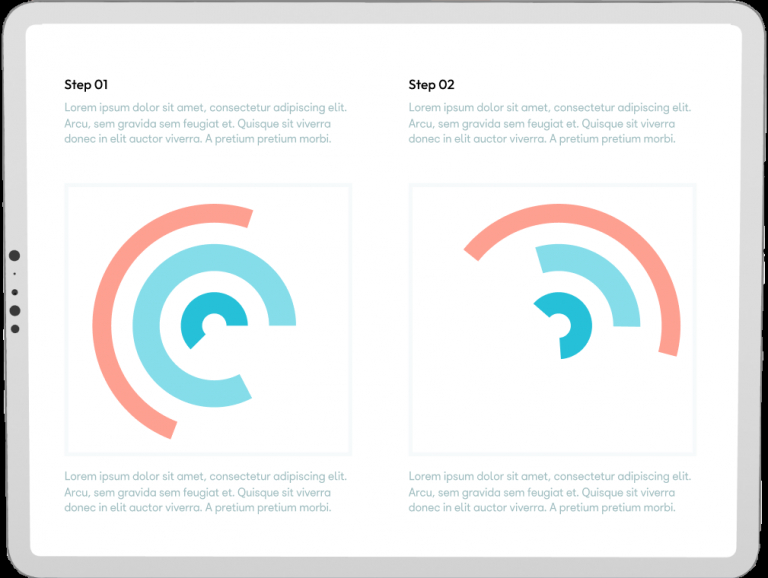 Step 01
Lorem ipsum dolor sit amet, consectetur adipiscing elit.
Arcu, sem gravida sem feugiat et. Quisque sit viverra
donec in elit auctor viverra. A pretium pretium morbi.
Lorem ipsum dolor sit amet, consectetur adipiscing elit.
Arcu, sem gravida sem feugiat et. Quisque sit viverra
donec in elit auctor viverra. A pretium pretium morbi.
Step 02
Lorem ipsum dolor sit amet, consectetur adipiscing elit.
Arcu, sem gravida sem feugiat et. Quisque sit viverra
donec in elit auctor viverra. A pretium pretium morbi.
Lorem ipsum dolor sit amet, consectetur adipiscing elit.
Arcu, sem gravida sem feugiat et. Quisque sit viverra
donec in elit auctor viverra. A pretium pretium morbi.